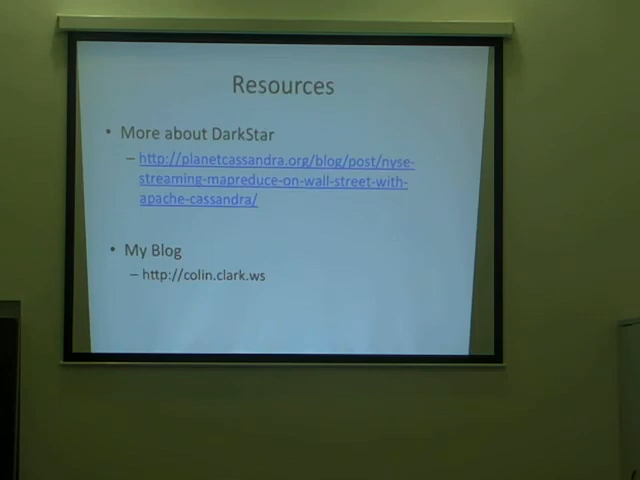 Resources
• More about DarkStar
– http://planetcassandra.org/blog/post/nyse-
streaming-mapreduce-on-wall-street-with-
apache-cassandra/
• My Blog
– http://colin.clark.ws